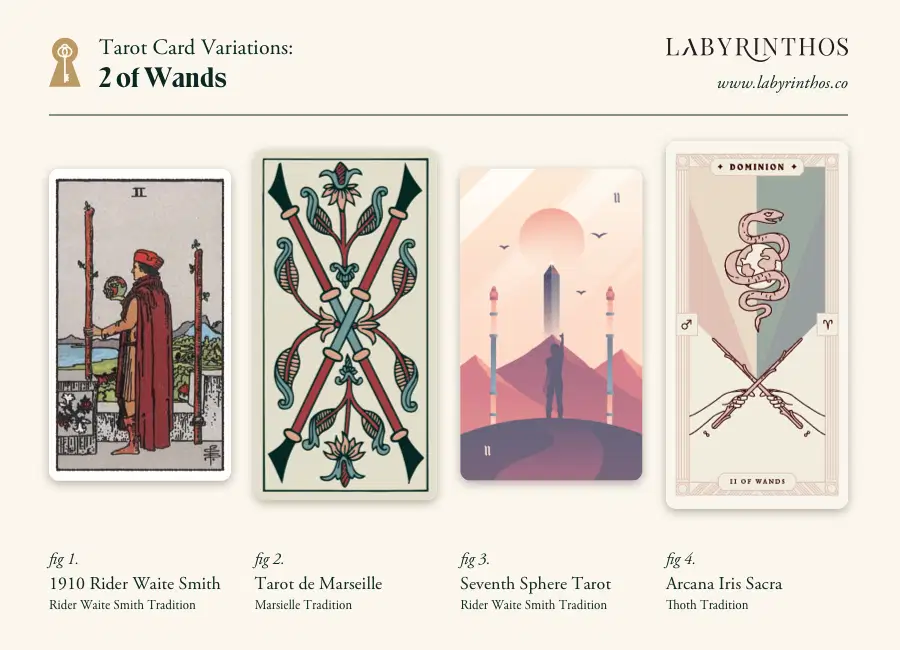 Tarot Card Variations:
2 of Wands
LABYRINTHOS
www.labyrinthos.co
II
II
II
DOMINION
♂
♈
II OF WANDS
fig 1.
1910 Rider Waite Smith
Rider Waite Smith Tradition
fig 2.
Tarot de Marseille
Marsielle Tradition
fig 3.
Seventh Sphere Tarot
Rider Waite Smith Tradition
fig 4.
Arcana Iris Sacra
Thoth Tradition